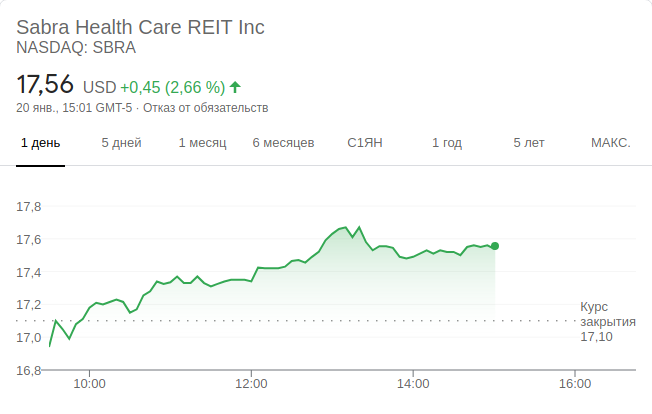 Sabra Health Care REIT Inc
NASDAQ: SBRA
17,56 USD +0,45 (2,66 %)
20 янв., 15:01 GMT-5 · Отказ от обязательств
1 день 5 дней 1 месяц 6 месяцев С1ЯН 1 год 5 лет МАКС.
17,8
17,6
17,4
17,2
17,0
16,8
Курс
закрытия
17,10
10:00 12:00 14:00 16:00